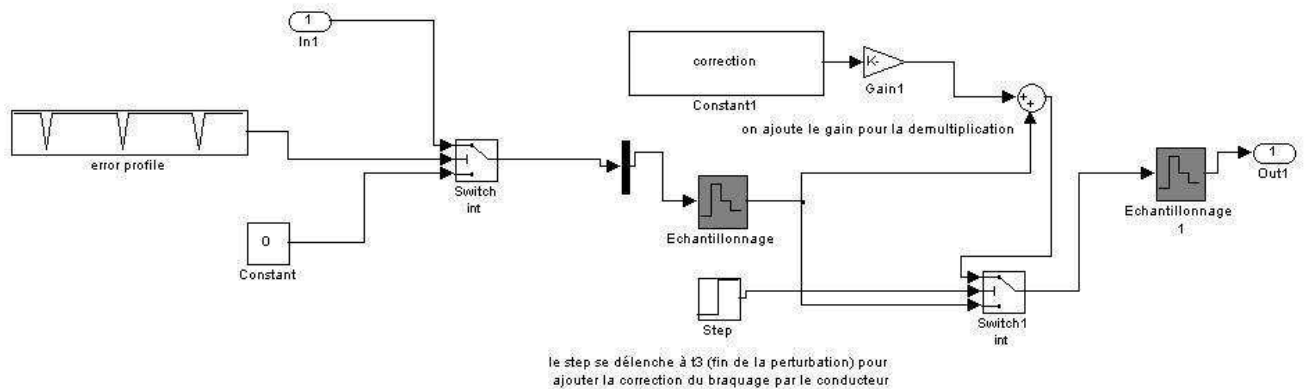 1
In1
correction
Constant1
K-
Gain1
on ajoute le gain pour la demultiplication
error profile
Switch
int
0
Constant
Echantillonnage
Step
Switch1
int
Echantillonnage
1
1
Out1
le step se délenche à t3 (fin de la perturbation) pour
ajouter la correction du braquage par le conducteur